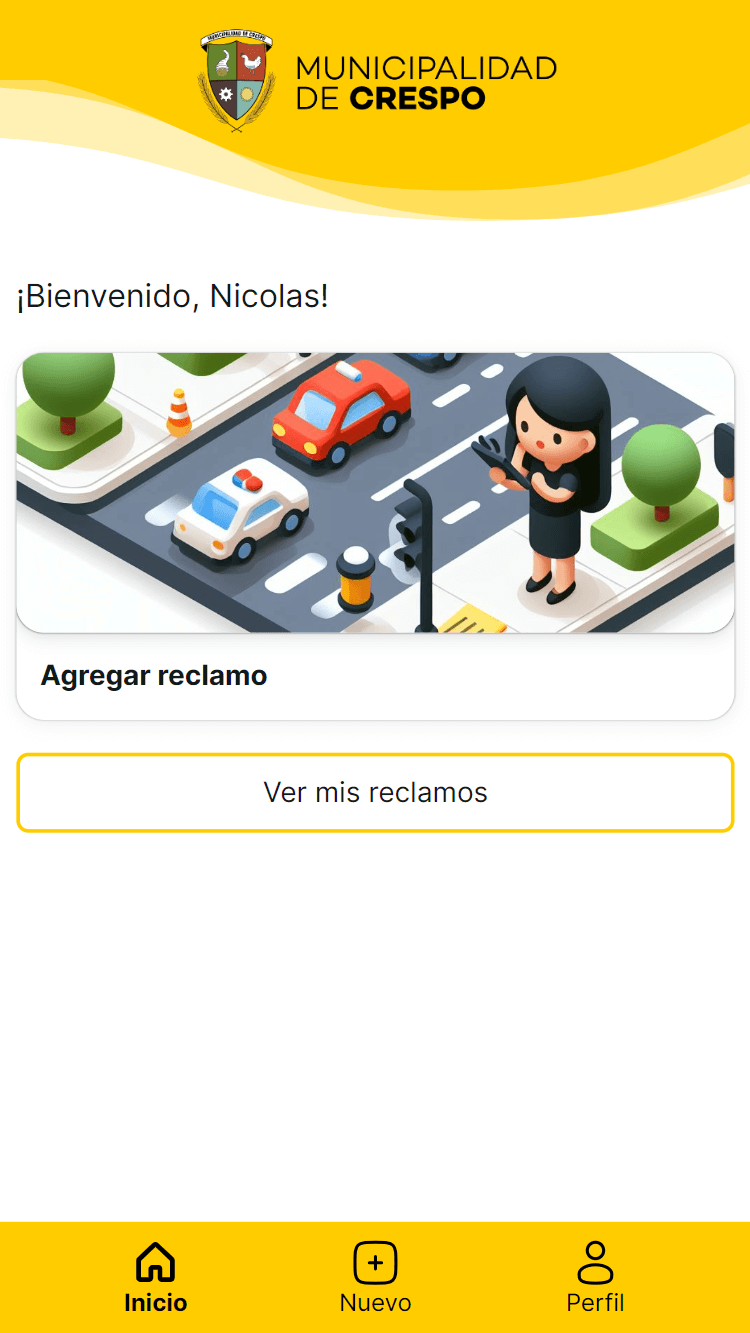 MUNICIPALIDAD DE CRESPO
MUNICIPALIDAD
DE CRESPO
¡Bienvenido, Nicolas!
Agregar reclamo
Ver mis reclamos
Inicio
Nuevo
Perfil